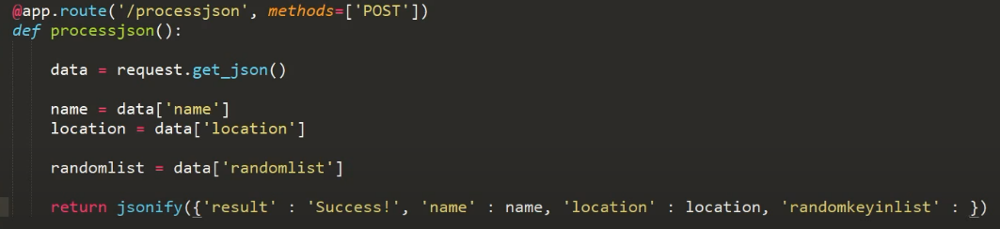 @app.route('/processjson', methods=['POST'])
def processjson():
data = request.get_json()
name = data['name']
location = data['location']
randomlist = data['randomlist']
return jsonify({'result' : 'Success!', 'name' : name, 'location' : location, 'randomkeyinlist' : })